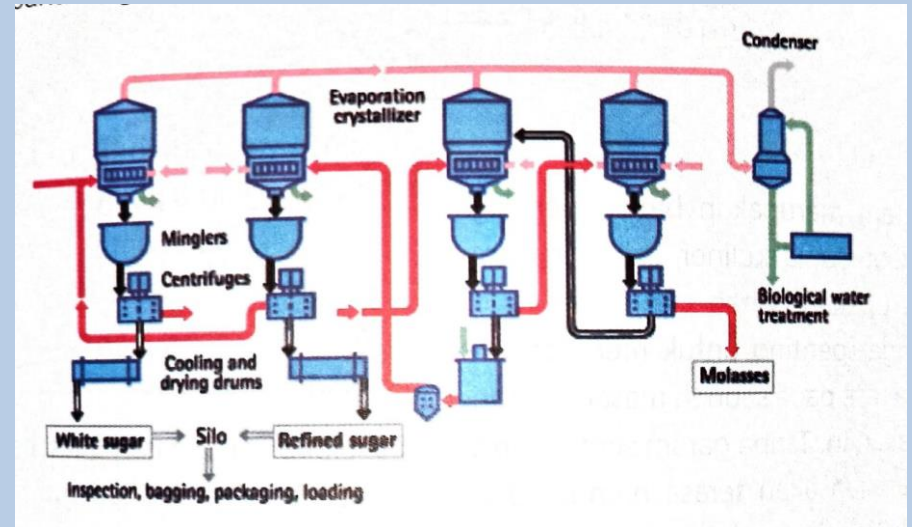 Condenser
Evaporation
crystallizer
Minglers
Centrifuges
Biological water
treatment
Cooling and
drying drums
Molasses
White sugar
Silo
Refined sugar
Inspection, bagging, packaging, loading